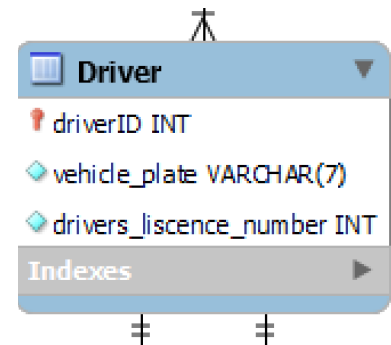 Driver
driverID INT
vehicle_plate VARCHAR(7)
drivers_liscence_number INT
Indexes